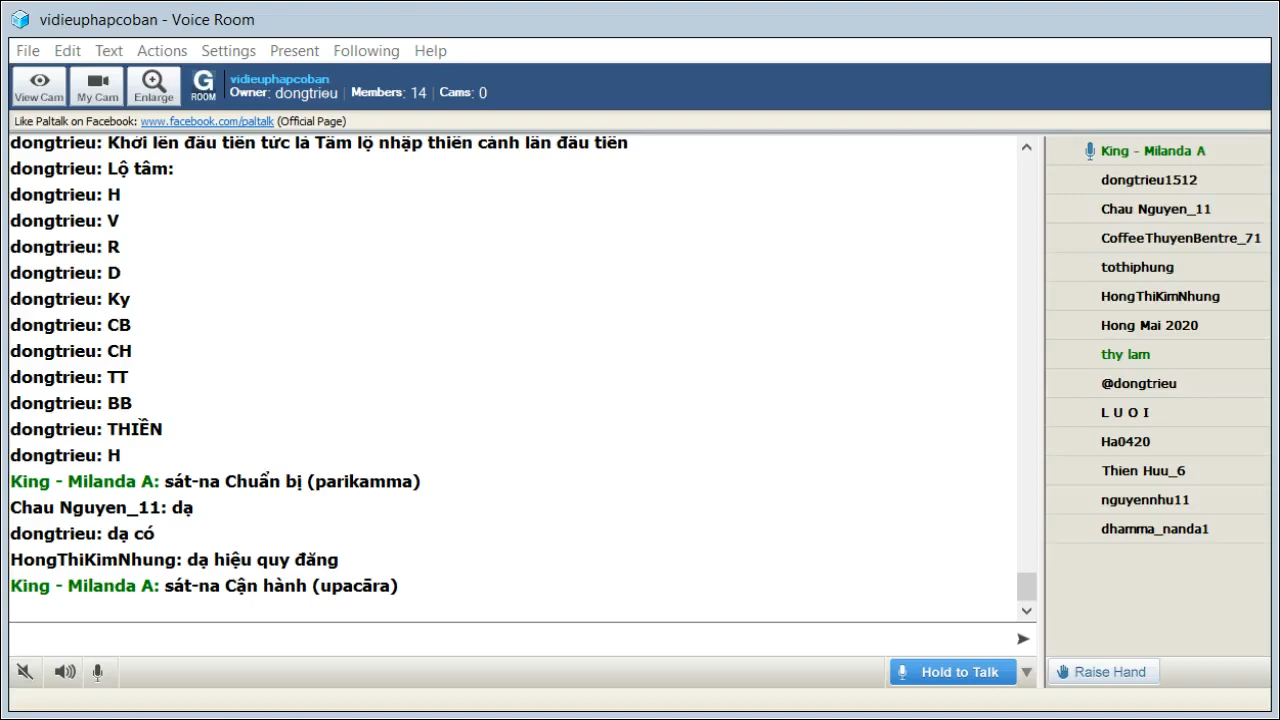 vidieuphapcoban - Voice Room
File Edit Text Actions Settings Present Following Help
View Cam My Cam Enlarge G ROOM
vidieuphapcoban
Owner: dongtrieu | Members: 14 | Cams: 0
Like Paltalk on Facebook: www.facebook.com/paltalk (Official Page)
dongtrieu: Khởi lên đầu tiên tức là Tâm lộ nhập thiền cảnh lần đầu tiên
dongtrieu: Lộ tâm:
dongtrieu: H
dongtrieu: V
dongtrieu: R
dongtrieu: D
dongtrieu: Ky
dongtrieu: CB
dongtrieu: CH
dongtrieu: TT
dongtrieu: BB
dongtrieu: THIỀN
dongtrieu: H
King - Milanda A: sát-na Chuẩn bị (parikamma)
Chau Nguyen_11: dạ
dongtrieu: dạ có
HongThiKimNhung: dạ hiệu quy đăng
King - Milanda A: sát-na Cận hành (upacāra)
King - Milanda A
dongtrieu1512
Chau Nguyen_11
CoffeeThuyenBentre_71
tothiphung
HongThiKimNhung
Hong Mai 2020
thy lam
@dongtrieu
L U O I
Ha0420
Thien Huu_6
nguyennhu11
dhamma_nanda1
Hold to Talk
Raise Hand